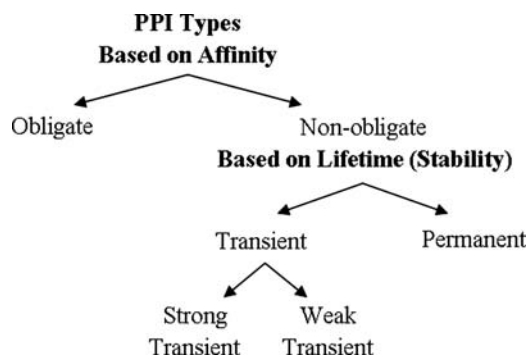 PPI Types
Based on Affinity
Obligate
Non-obligate
Based on Lifetime (Stability)
Transient
Permanent
Strong
Transient
Weak
Transient